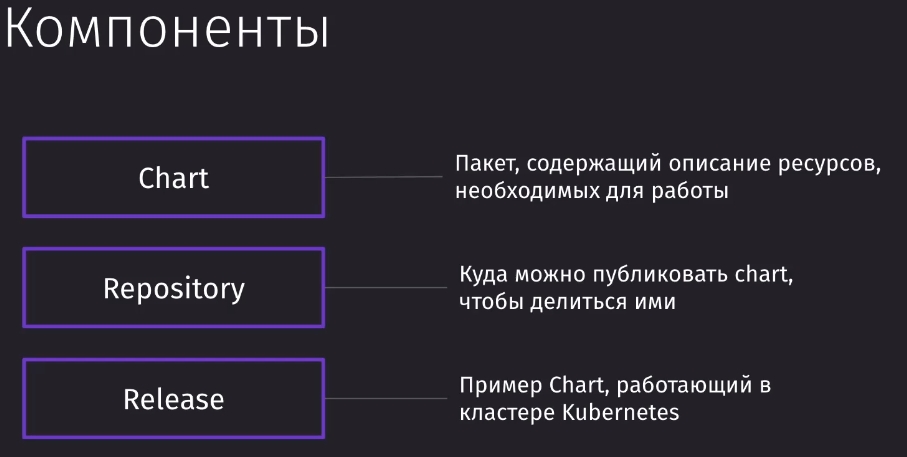 Компоненты
Chart
Пакет, содержащий описание ресурсов,
необходимых для работы
Repository
Куда можно публиковать chart,
чтобы делиться ими
Release
Пример Chart, работающий в
кластере Kubernetes